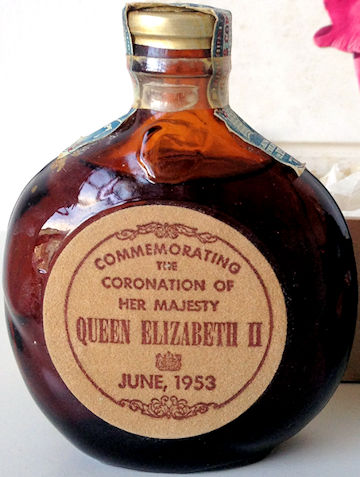 COMMEMORATING
THE
CORONATION OF
HER MAJESTY
QUEEN ELIZABETH II
JUNE, 1953